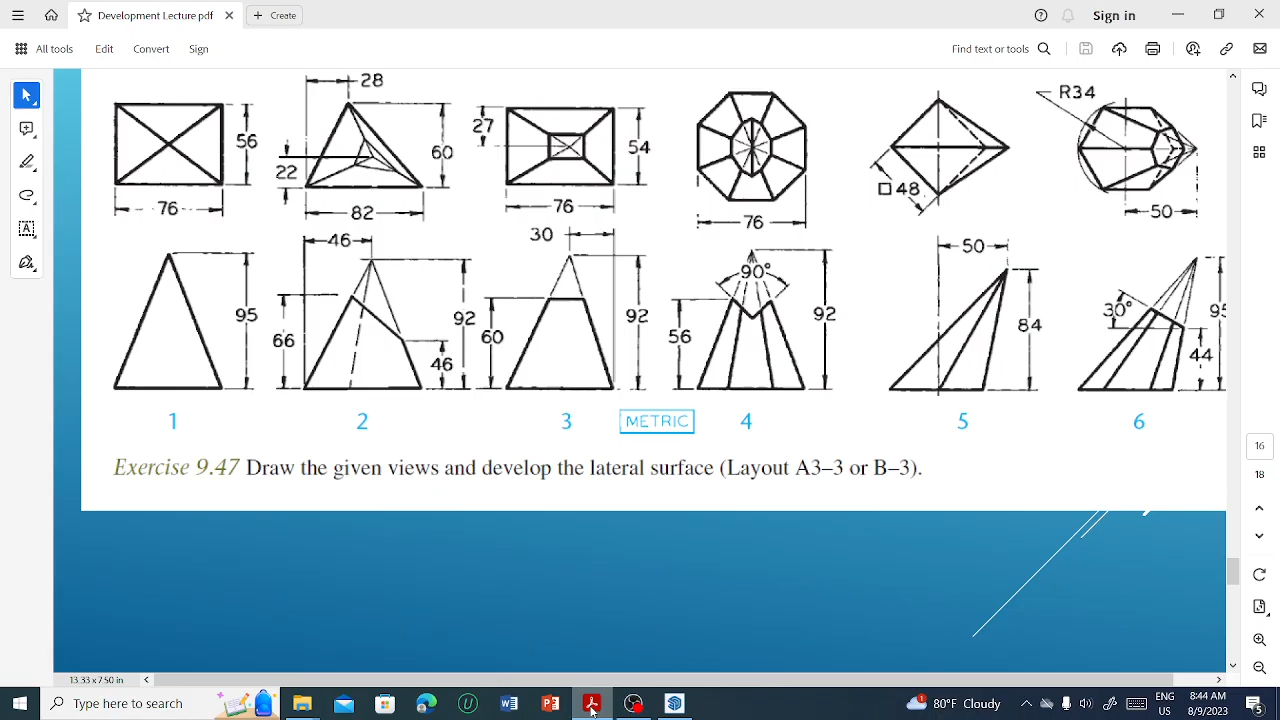 Development Lecture pdf
Create
Sign in
All tools
Edit
Convert
Sign
Find text or tools
28
R34
56
60
27
54
22
□48
76
82
76
76
50
46
30
50
90°
95
66
92
46
60
92
56
92
84
30°
44
1
2
3
METRIC
4
5
6
16
18
Exercise 9.47 Draw the given views and develop the lateral surface (Layout A3–3 or B–3).
13.33 x 7.50 in
Type here to search
1
80°F Cloudy
ENG
US
8:44 AM
8/9/2023